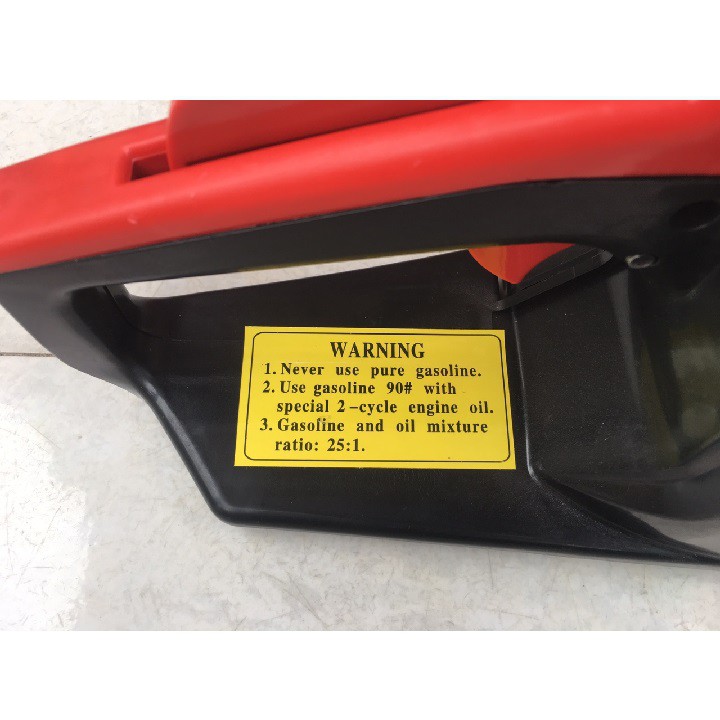 WARNING
1. Never use pure gasoline.
2. Use gasoline 90# with
special 2-cycle engine oil.
3. Gasoline and oil mixture
ratio: 25:1.